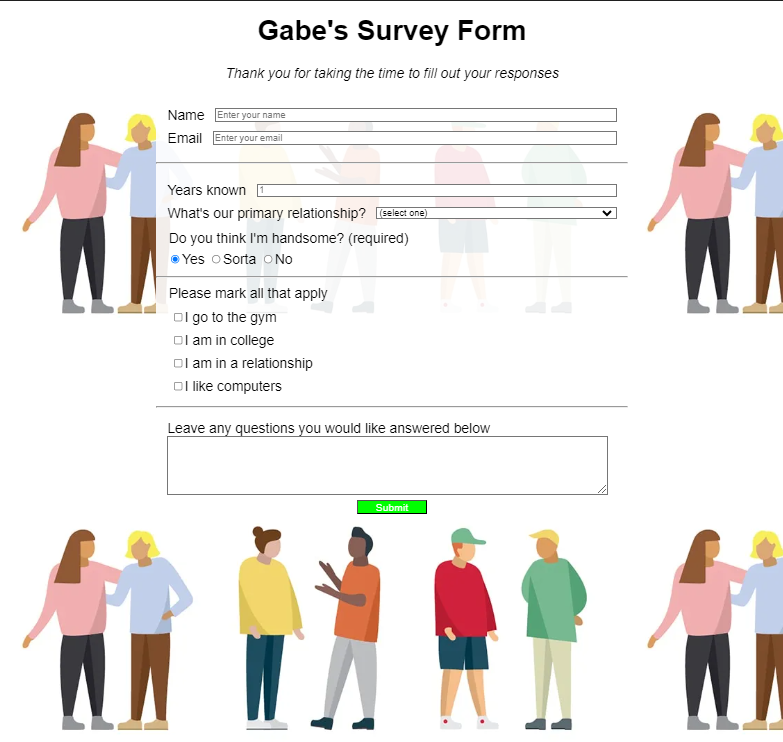 Gabe's Survey Form
Thank you for taking the time to fill out your responses
Name Enter your name
Email Enter your email
Years known 1
What's our primary relationship? (select one)
Do you think I'm handsome? (required)
Yes Sorta No
Please mark all that apply
I go to the gym
I am in college
I am in a relationship
I like computers
Leave any questions you would like answered below
Submit